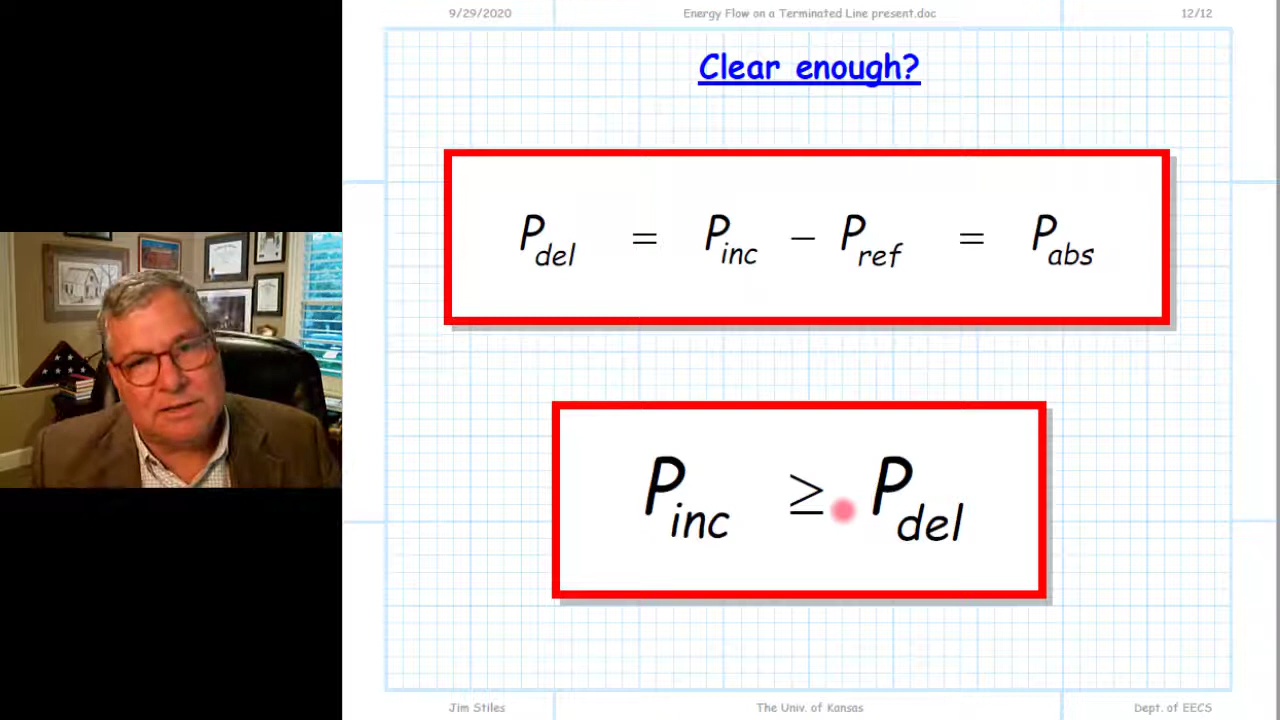 9/29/2020 Energy Flow on a Terminated Line present.doc 12/12
Clear enough?
P_del = P_inc − P_ref = P_abs
P_inc ≥ P_del
Jim Stiles The Univ. of Kansas Dept. of EECS